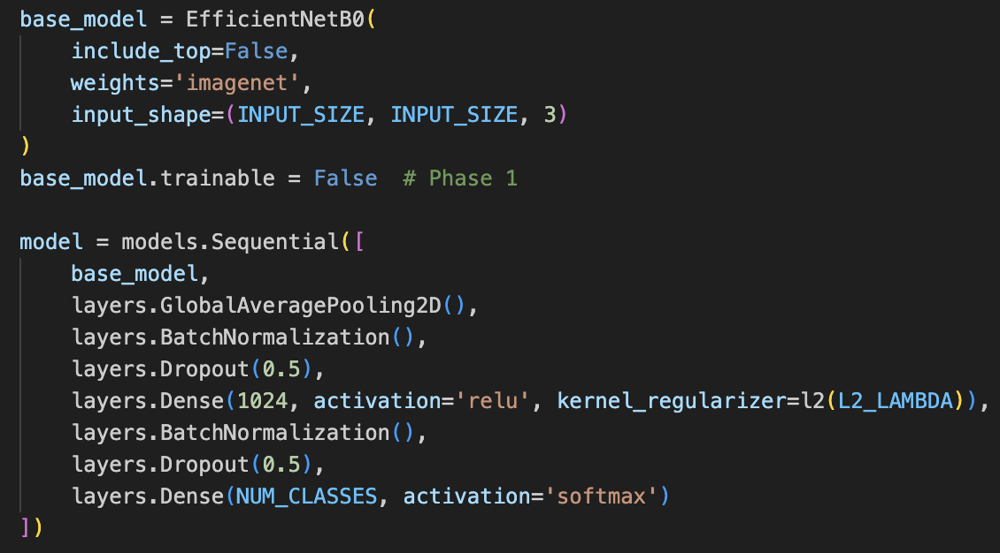 base_model = EfficientNetB0(
    include_top=False,
    weights='imagenet',
    input_shape=(INPUT_SIZE, INPUT_SIZE, 3)
)
base_model.trainable = False  # Phase 1

model = models.Sequential([
    base_model,
    layers.GlobalAveragePooling2D(),
    layers.BatchNormalization(),
    layers.Dropout(0.5),
    layers.Dense(1024, activation='relu', kernel_regularizer=l2(L2_LAMBDA)),
    layers.BatchNormalization(),
    layers.Dropout(0.5),
    layers.Dense(NUM_CLASSES, activation='softmax')
])